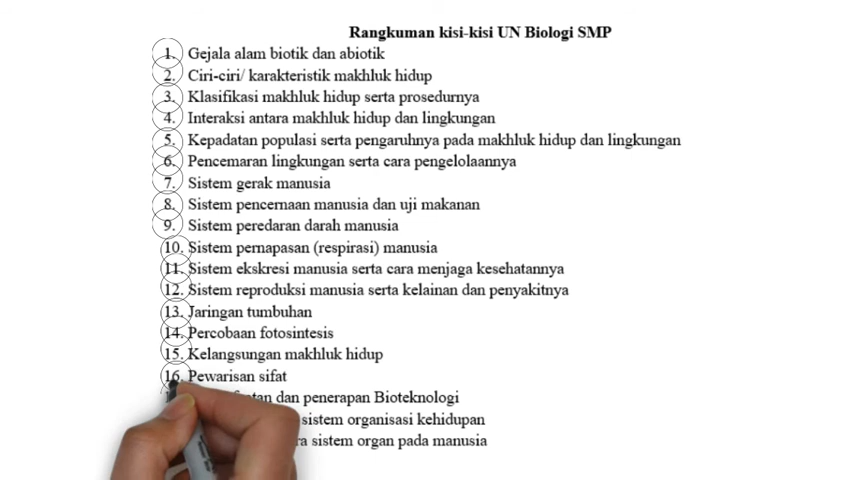 Rangkuman kisi-kisi UN Biologi SMP
1. Gejala alam biotik dan abiotik
2. Ciri-ciri/ karakteristik makhluk hidup
3. Klasifikasi makhluk hidup serta prosedurnya
4. Interaksi antara makhluk hidup dan lingkungan
5. Kepadatan populasi serta pengaruhnya pada makhluk hidup dan lingkungan
6. Pencemaran lingkungan serta cara pengelolaannya
7. Sistem gerak manusia
8. Sistem pencernaan manusia dan uji makanan
9. Sistem peredaran darah manusia
10. Sistem pernapasan (respirasi) manusia
11. Sistem ekskresi manusia serta cara menjaga kesehatannya
12. Sistem reproduksi manusia serta kelainan dan penyakitnya
13. Jaringan tumbuhan
14. Percobaan fotosintesis
15. Kelangsungan makhluk hidup
16. Pewarisan sifat
dan penerapan Bioteknologi
sistem organisasi kehidupan
sistem organ pada manusia